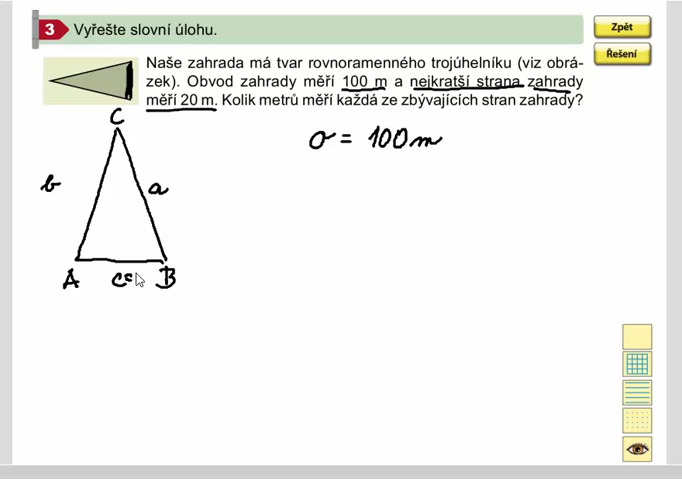 3 Vyřešte slovní úlohu.
Zpět
Řešení
Naše zahrada má tvar rovnoramenného trojúhelníku (viz obrá-
zek). Obvod zahrady měří 100 m a nejkratší strana zahrady
měří 20 m. Kolik metrů měří každá ze zbývajících stran zahrady?
C
o = 100m
b a
A c= B